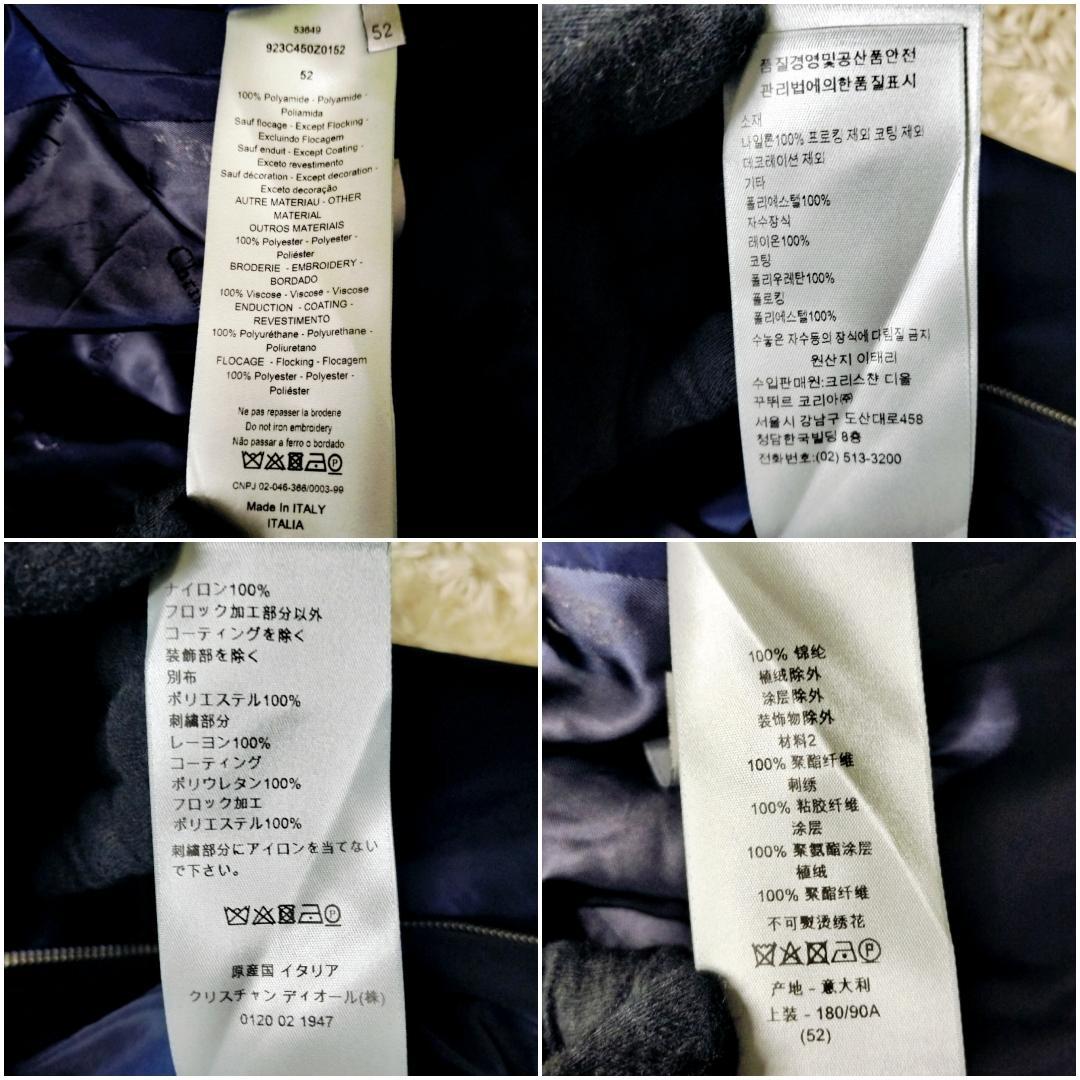 53649
923C450Z0152
52
52
100% Polyamide - Polyamide -
Poliamida
Sauf flocage - Except Flocking -
Excluindo Flocagem
Sauf enduit - Except Coating -
Exceto revestimento
Sauf décoration - Except decoration -
Exceto decoração
AUTRE MATERIAU - OTHER
MATERIAL
OUTROS MATERIAIS
100% Polyester - Polyester -
Poliéster
BRODERIE - EMBROIDERY -
BORDADO
100% Viscose - Viscose - Viscose
ENDUCTION - COATING -
REVESTIMENTO
100% Polyuréthane - Polyurethane -
Poliuretano
FLOCAGE - Flocking - Flocagem
100% Polyester - Polyester -
Poliéster
Ne pas repasser la broderie
Do not iron embroidery
Não passar a ferro o bordado
CNPJ 02-046-366/0003-99
Made In ITALY
ITALIA
품질경영및공산품안전
관리법에의한품질표시
소재
나일론100% 프로킹 제외 코팅 제외
데코레이션 제외
기타
폴리에스텔100%
자수장식
레이온100%
코팅
폴리우레탄100%
플로킹
폴리에스텔100%
수놓은 자수등의 장식에 다림질 금지
원산지 이태리
수입판매원:크리스챤 디올
꾸뛰르 코리아㈜
서울시 강남구 도산대로458
청담한국빌딩 8층
전화번호:(02) 513-3200
ナイロン100%
フロック加工部分以外
コーティングを除く
装飾部を除く
別布
ポリエステル100%
刺繍部分
レーヨン100%
コーティング
ポリウレタン100%
フロック加工
ポリエステル100%
刺繍部分にアイロンを当てない
で下さい。
P
原産国 イタリア
クリスチャン ディオール(株)
0120 02 1947
100% 锦纶
植绒除外
涂层除外
装饰物除外
材料2
100% 聚酯纤维
刺绣
100% 粘胶纤维
涂层
100% 聚氨酯涂层
植绒
100% 聚酯纤维
不可熨烫绣花
P
产地 - 意大利
上装 - 180/90A
(52)